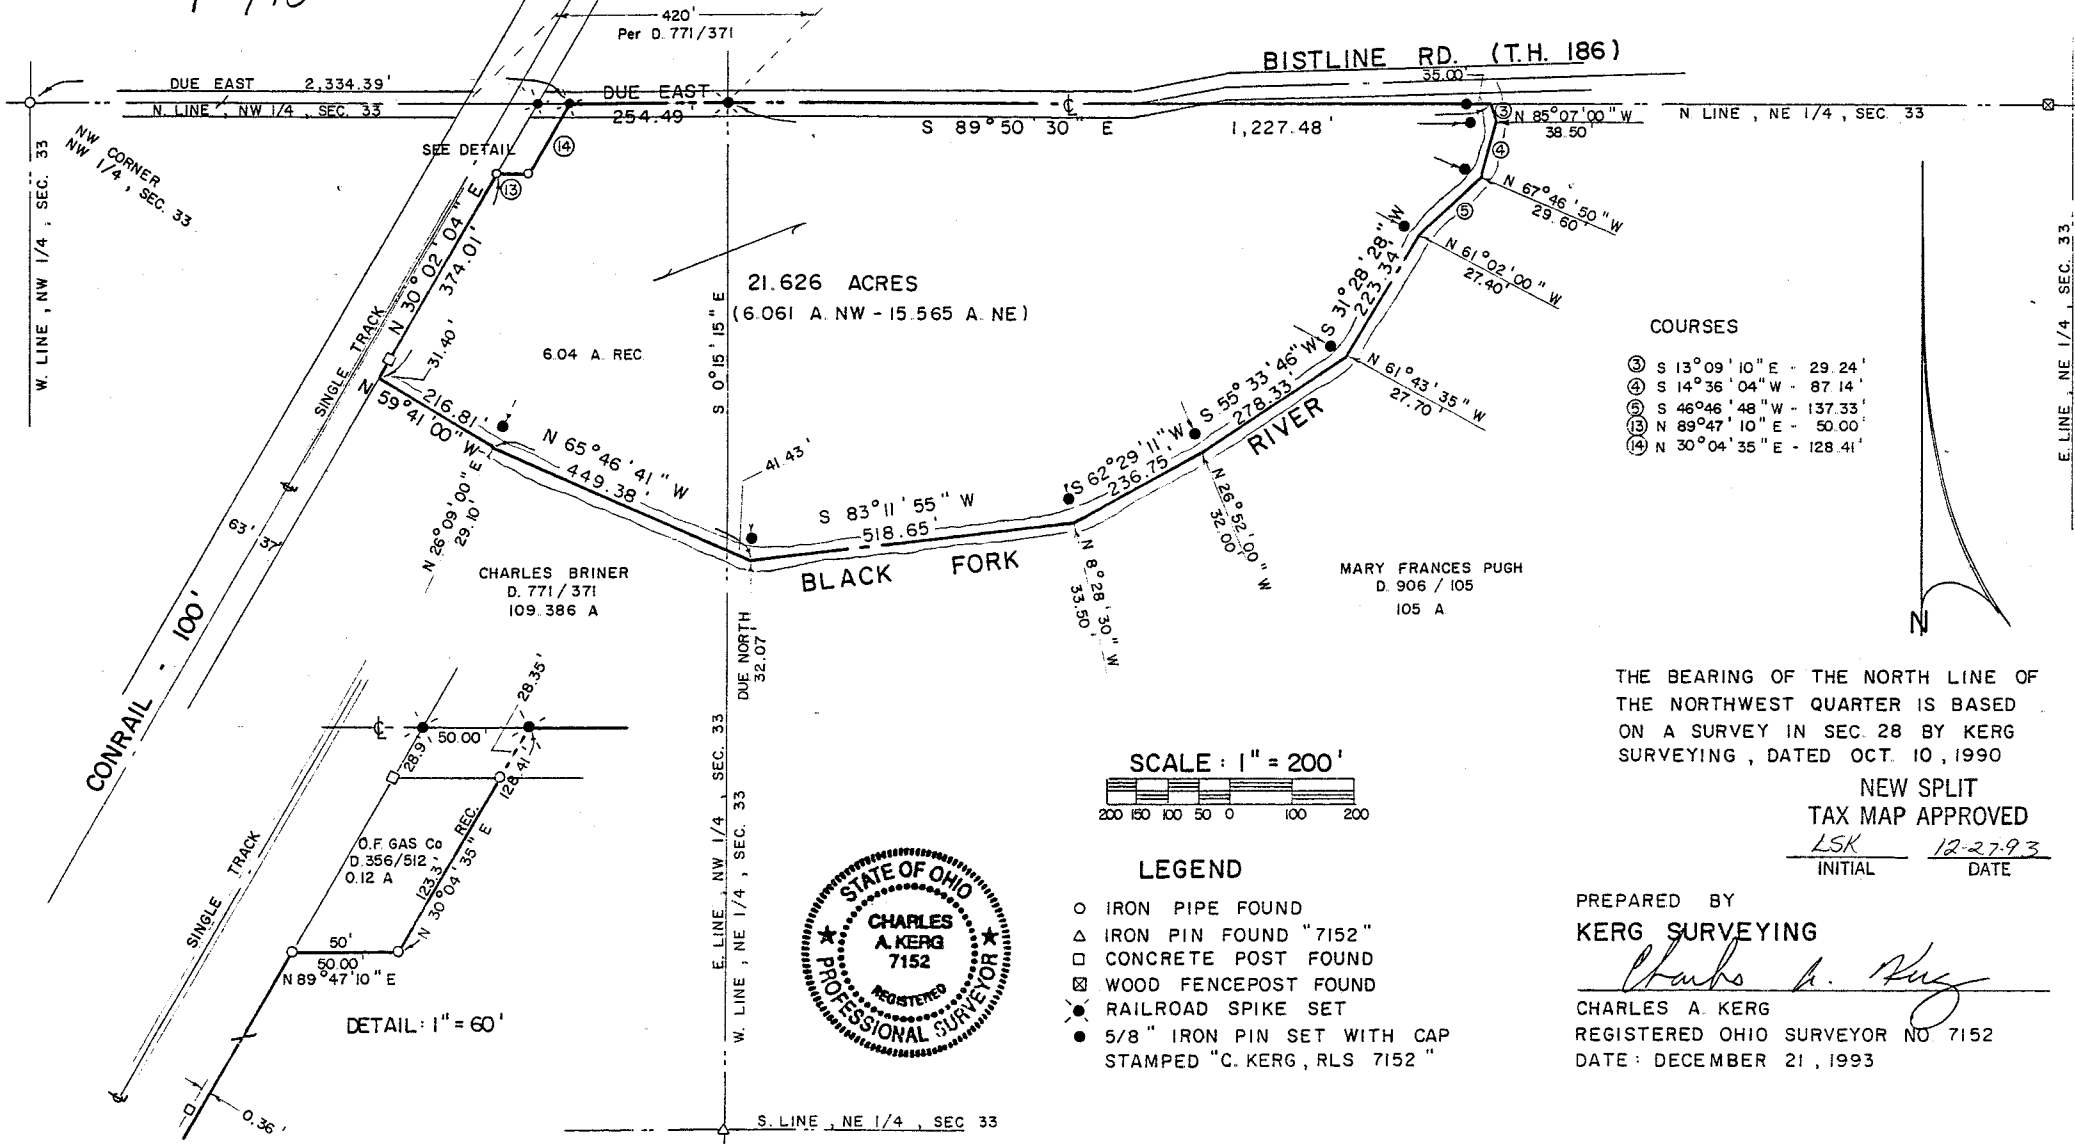 420'
Per D. 771/371
BISTLINE RD. (T.H. 186)
35.00'
DUE EAST 2,334.39'
N. LINE, NW 1/4, SEC. 33
DUE EAST
254.49'
℄
S 89°50'30" E 1,227.48'
③
N 85°07'00" W
38.50'
N LINE, NE 1/4, SEC. 33
NW CORNER
NW 1/4, SEC. 33
W. LINE, NW 1/4, SEC. 33
SEE DETAIL
⑭
⑬
④
N 67°46'50" W
29.60'
⑤
N 61°02'00" W
27.40'
E. LINE, NE 1/4, SEC. 33
N 30°02'04" E
374.01'
SINGLE TRACK
21.626 ACRES
(6.061 A. NW - 15.565 A. NE)
S 0°15'15" E
6.04 A. REC.
31.40'
S 31°28'28" W
223.34'
N 61°43'35" W
27.70'
COURSES
③ S 13°09'10" E - 29.24'
④ S 14°36'04" W - 87.14'
⑤ S 46°46'48" W - 137.33'
⑬ N 89°47'10" E - 50.00'
⑭ N 30°04'35" E - 128.41'
216.81'
N 59°41'00" W
N 65°46'41" W
449.38'
N 26°09'00" E
29.10'
41.43'
S 83°11'55" W
518.65'
S 62°29'11" W
236.75'
S 55°33'46" W
278.33'
BLACK FORK RIVER
N 26°52'00" W
32.00'
N 8°28'30" W
33.50'
63'
37'
CONRAIL - 100'
CHARLES BRINER
D. 771/371
109.386 A
MARY FRANCES PUGH
D. 906 / 105
105 A
DUE NORTH
32.07'
N
THE BEARING OF THE NORTH LINE OF
THE NORTHWEST QUARTER IS BASED
ON A SURVEY IN SEC. 28 BY KERG
SURVEYING, DATED OCT. 10, 1990
NEW SPLIT
TAX MAP APPROVED
LSK 12-27-93
INITIAL DATE
28.35'
℄
50.00'
28.9'
128.41'
O.F. GAS Co
D. 356/512
0.12 A
123.3' REC.
N 30°04'35" E
SINGLE TRACK
50'
50.00'
N 89°47'10" E
DETAIL: 1" = 60'
0.36'
E. LINE, NW 1/4, SEC. 33
W. LINE, NE 1/4, SEC. 33
S. LINE, NE 1/4, SEC 33
SCALE: 1" = 200'
200 150 100 50 0 100 200
STATE OF OHIO
CHARLES
A. KERG
7152
REGISTERED
PROFESSIONAL SURVEYOR
LEGEND
IRON PIPE FOUND
IRON PIN FOUND "7152"
CONCRETE POST FOUND
WOOD FENCEPOST FOUND
RAILROAD SPIKE SET
5/8" IRON PIN SET WITH CAP
STAMPED "C. KERG, RLS 7152"
PREPARED BY
KERG SURVEYING
Charles A. Kerg
CHARLES A. KERG
REGISTERED OHIO SURVEYOR NO. 7152
DATE: DECEMBER 21, 1993